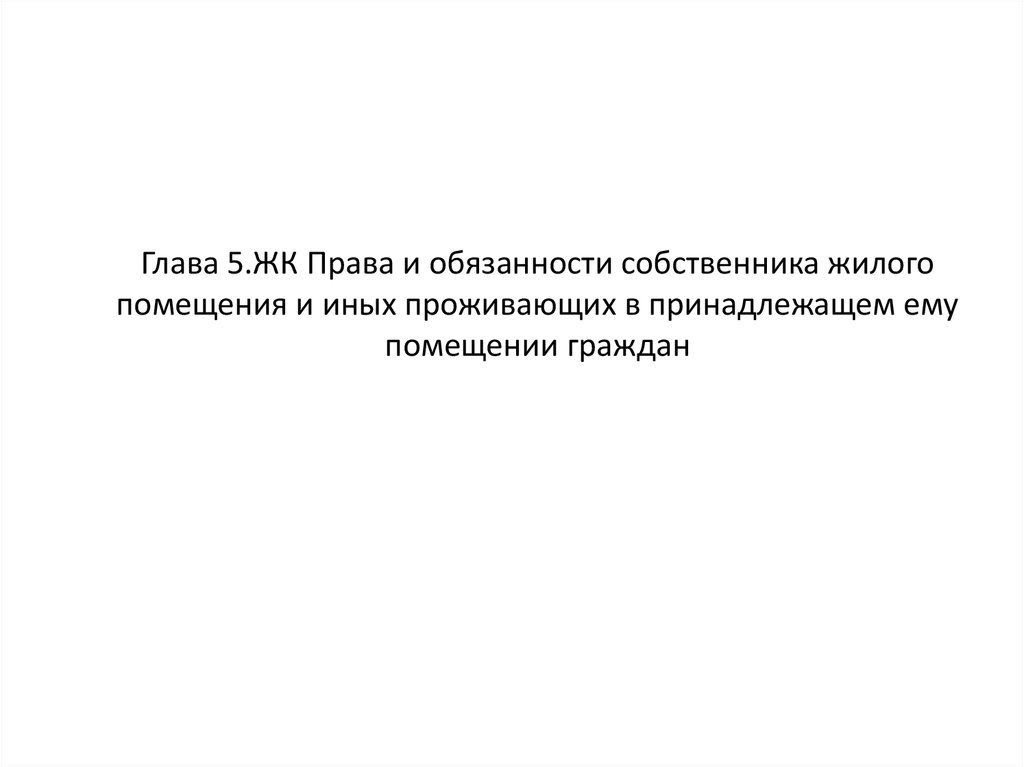 Глава 5.ЖК Права и обязанности собственника жилого
помещения и иных проживающих в принадлежащем ему
помещении граждан